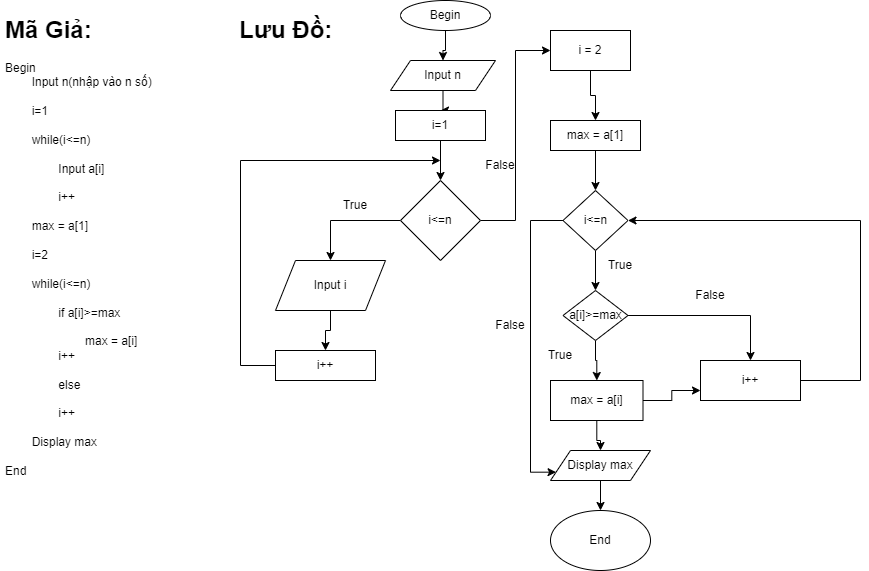 Mã Giả:
Begin
Input n(nhập vào n số)
i=1
while(i<=n)
Input a[i]
i++
max = a[1]
i=2
while(i<=n)
if a[i]>=max
max = a[i]
i++
else
i++
Display max
End
Lưu Đồ:
Begin
Input n
i=1
i<=n
True
False
Input i
i++
i = 2
max = a[1]
i<=n
True
False
a[i]>=max
False
True
max = a[i]
i++
Display max
End